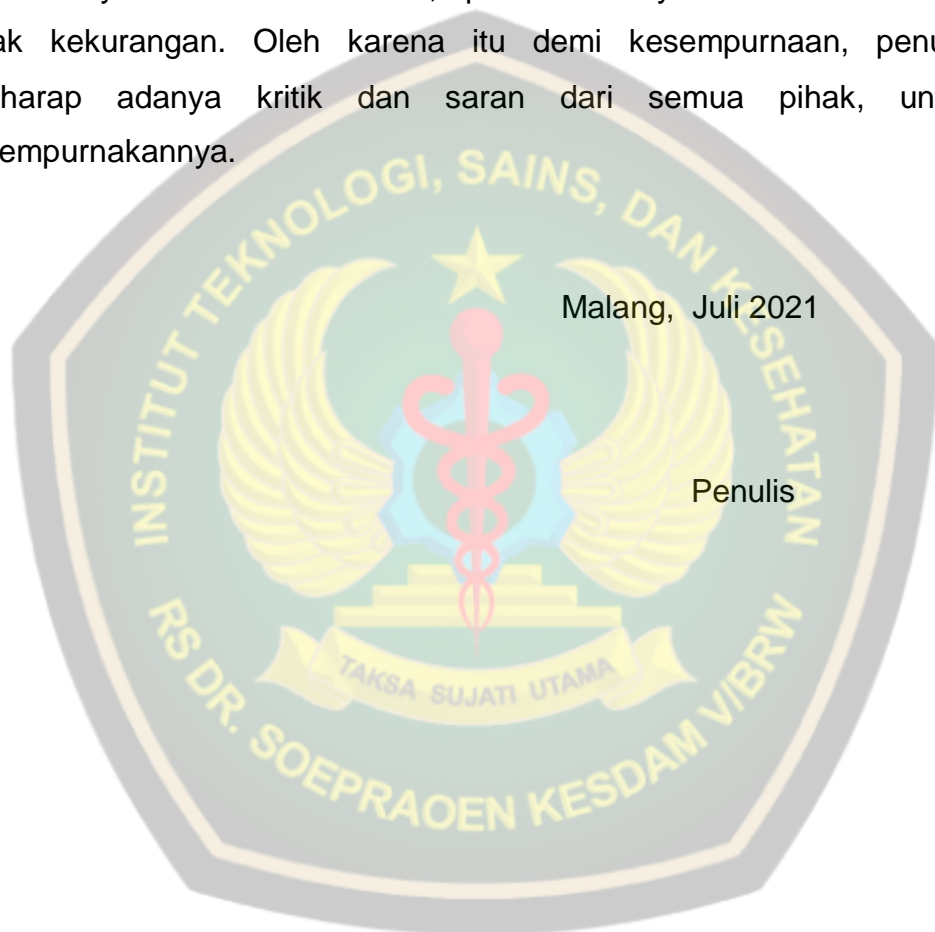 ak kekurangan. Oleh karena itu demi kesempurnaan, penu
harap adanya kritik dan saran dari semua pihak, un
empurnakannya.
INSTITUT TEKNOLOGI, SAINS, DAN KESEHATAN
Malang, Juli 2021
Penulis
TAKSA SUJATI UTAMA
RS DR. SOEPRAOEN KESDAM V/BRW